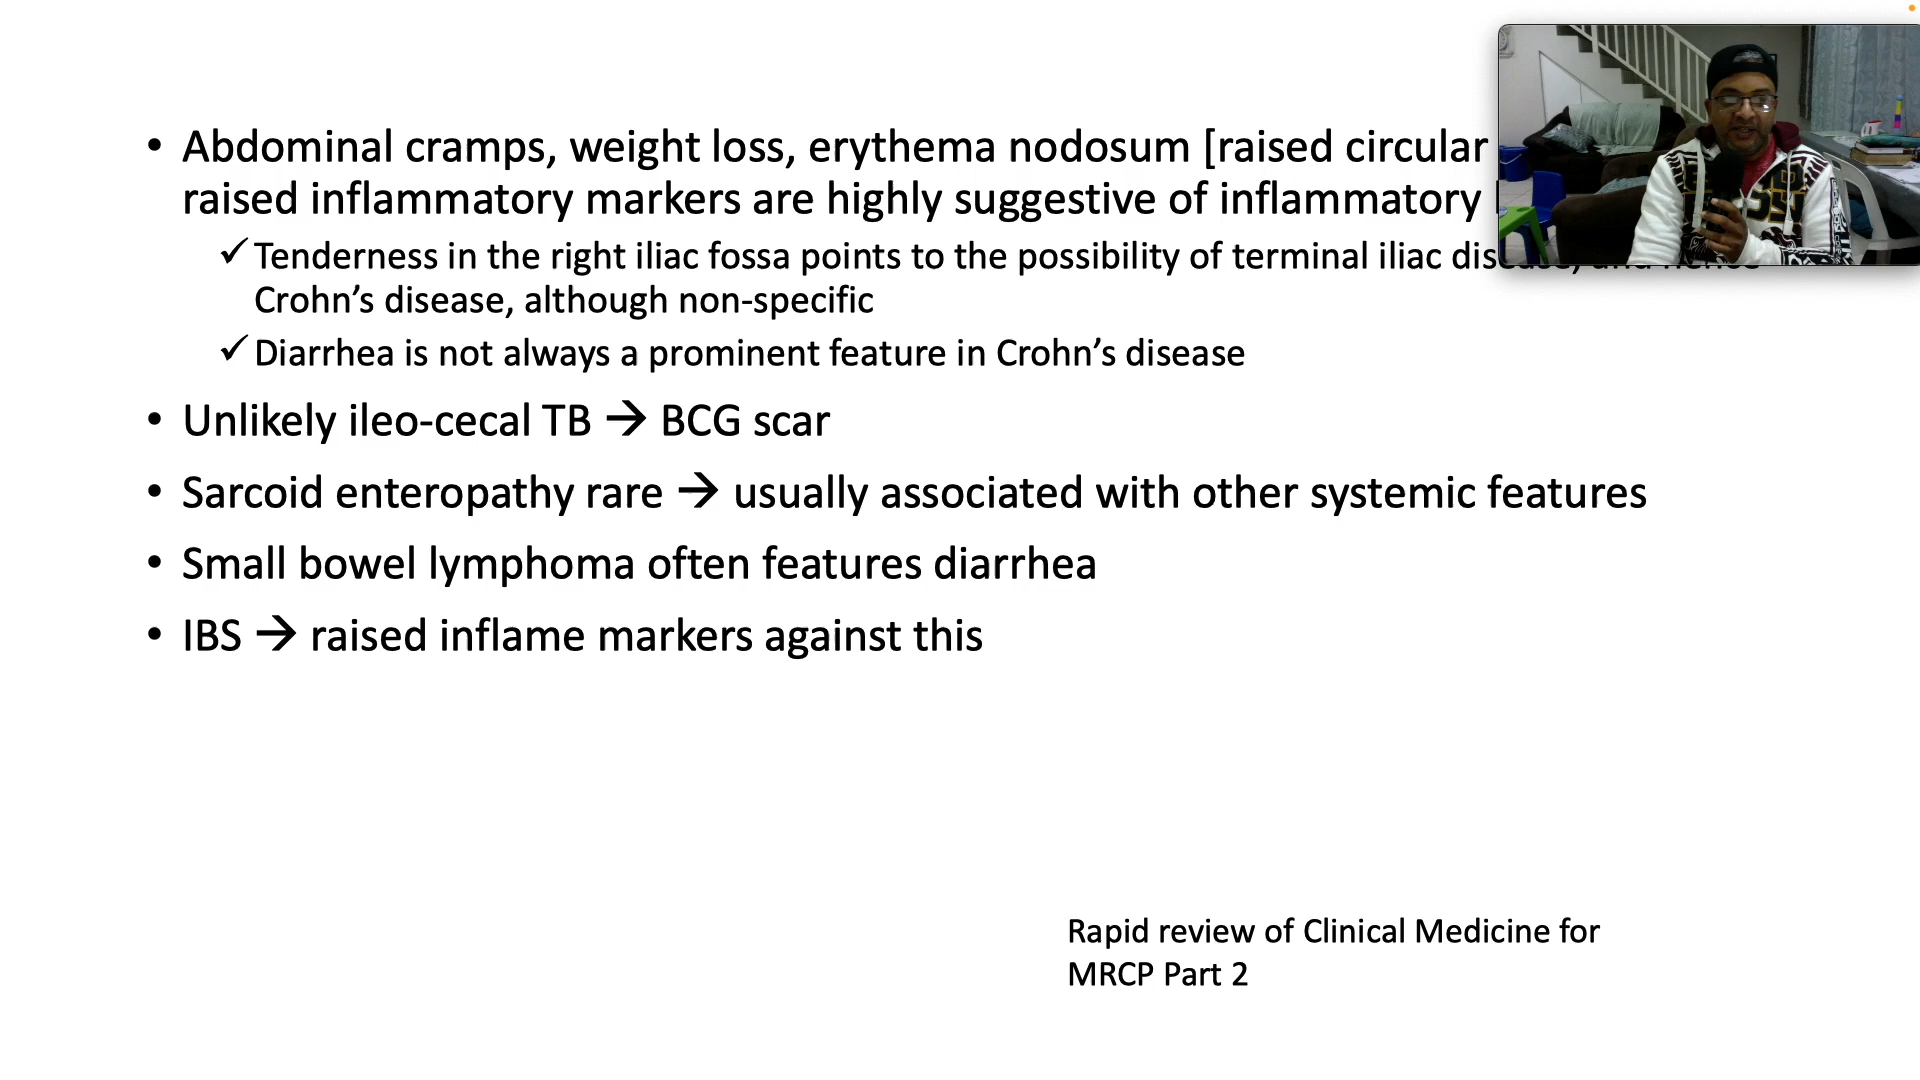 • Abdominal cramps, weight loss, erythema nodosum [raised circular
raised inflammatory markers are highly suggestive of inflammatory
✓ Tenderness in the right iliac fossa points to the possibility of terminal iliac
Crohn’s disease, although non-specific
✓ Diarrhea is not always a prominent feature in Crohn’s disease
• Unlikely ileo-cecal TB → BCG scar
• Sarcoid enteropathy rare → usually associated with other systemic features
• Small bowel lymphoma often features diarrhea
• IBS → raised inflame markers against this
Rapid review of Clinical Medicine for
MRCP Part 2